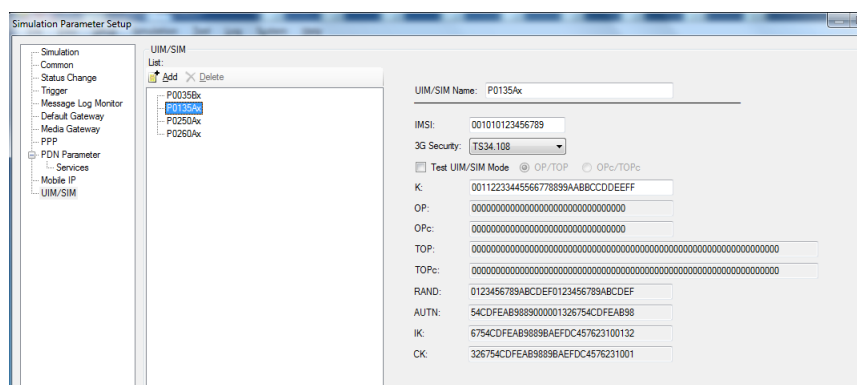 Simulation Parameter Setup
Simulation
Common
Status Change
Trigger
Message Log Monitor
Default Gateway
Media Gateway
PPP
PDN Parameter
Services
Mobile IP
UIM/SIM
UIM/SIM
List:
Add Delete
P0035Bx
P0135Ax
P0250Ax
P0260Ax
UIM/SIM Name: P0135Ax
IMSI: 001010123456789
3G Security: TS34.108
Test UIM/SIM Mode OP/TOP OPc/TOPc
K: 00112233445566778899AABBCCDDEEFF
OP: 00000000000000000000000000000000
OPc: 00000000000000000000000000000000
TOP: 0000000000000000000000000000000000000000000000000000000000000000
TOPc: 0000000000000000000000000000000000000000000000000000000000000000
RAND: 0123456789ABCDEF0123456789ABCDEF
AUTN: 54CDFEAB9889000001326754CDFEAB98
IK: 6754CDFEAB9889BAEFDC457623100132
CK: 326754CDFEAB9889BAEFDC4576231001